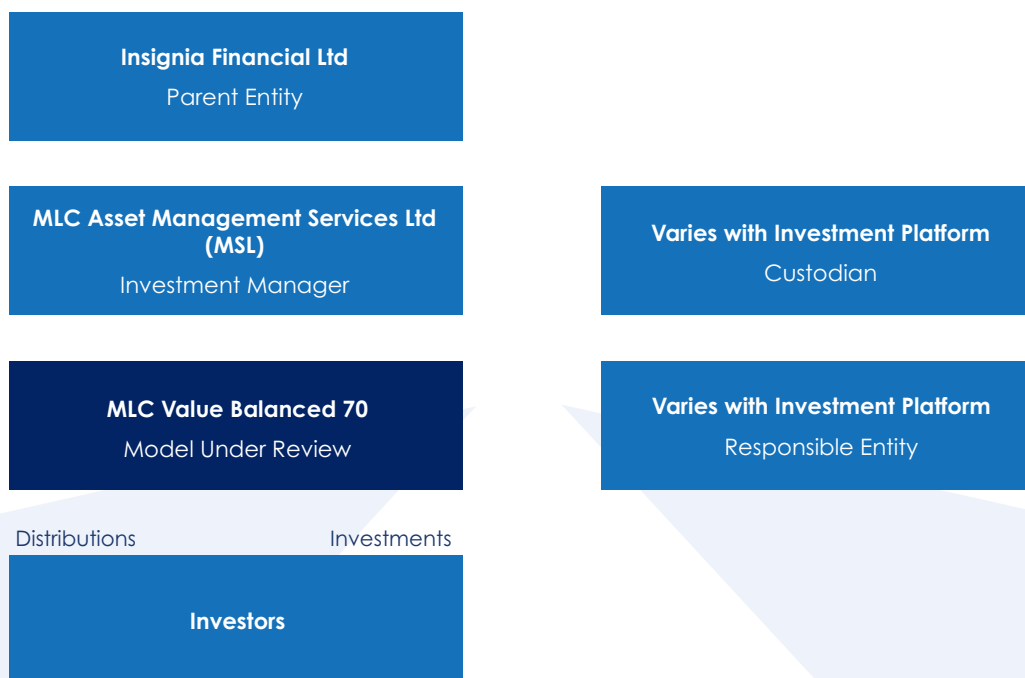 Insignia Financial Ltd
Parent Entity
MLC Asset Management Services Ltd
(MSL)
Investment Manager
Varies with Investment Platform
Custodian
MLC Value Balanced 70
Model Under Review
Varies with Investment Platform
Responsible Entity
Distributions
Investments
Investors